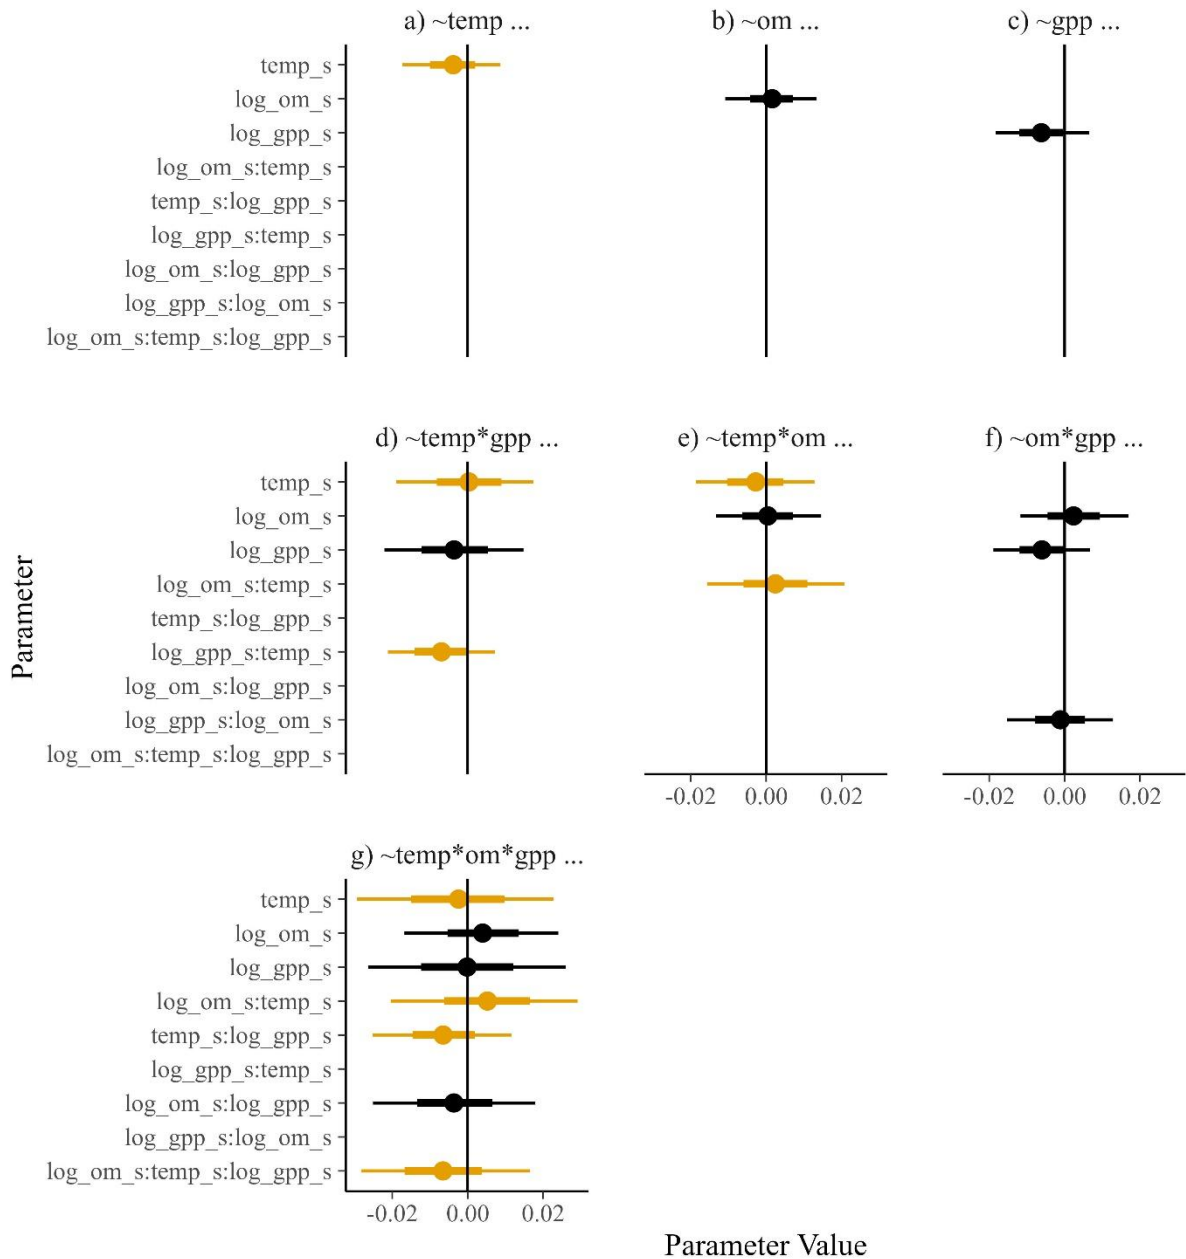 a) ~temp ...
b) ~om ...
c) ~gpp ...
temp_s
log_om_s
log_gpp_s
log_om_s:temp_s
temp_s:log_gpp_s
log_gpp_s:temp_s
log_om_s:log_gpp_s
log_gpp_s:log_om_s
log_om_s:temp_s:log_gpp_s
d) ~temp*gpp ...
e) ~temp*om ...
f) ~om*gpp ...
Parameter
temp_s
log_om_s
log_gpp_s
log_om_s:temp_s
temp_s:log_gpp_s
log_gpp_s:temp_s
log_om_s:log_gpp_s
log_gpp_s:log_om_s
log_om_s:temp_s:log_gpp_s
-0.02 0.00 0.02
-0.02 0.00 0.02
g) ~temp*om*gpp ...
temp_s
log_om_s
log_gpp_s
log_om_s:temp_s
temp_s:log_gpp_s
log_gpp_s:temp_s
log_om_s:log_gpp_s
log_gpp_s:log_om_s
log_om_s:temp_s:log_gpp_s
-0.02 0.00 0.02
Parameter Value